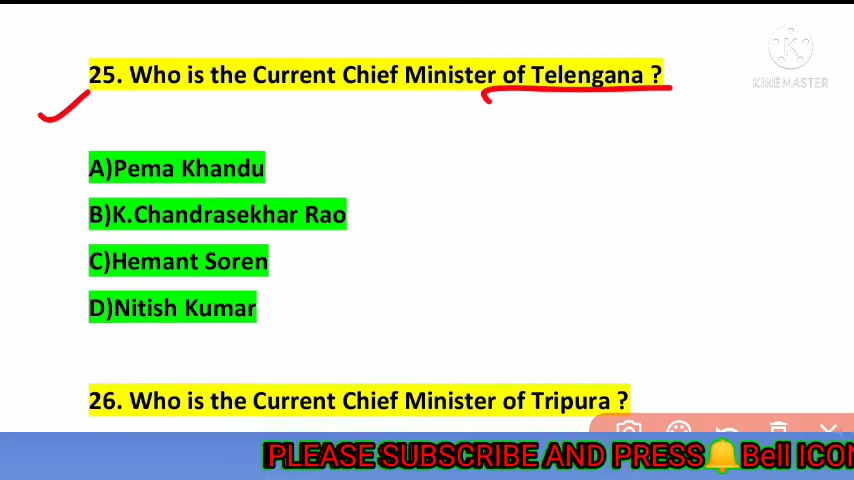 KINEMASTER
25. Who is the Current Chief Minister of Telengana ?
A)Pema Khandu
B)K.Chandrasekhar Rao
C)Hemant Soren
D)Nitish Kumar
26. Who is the Current Chief Minister of Tripura ?
PLEASE SUBSCRIBE AND PRESS🔔Bell ICON